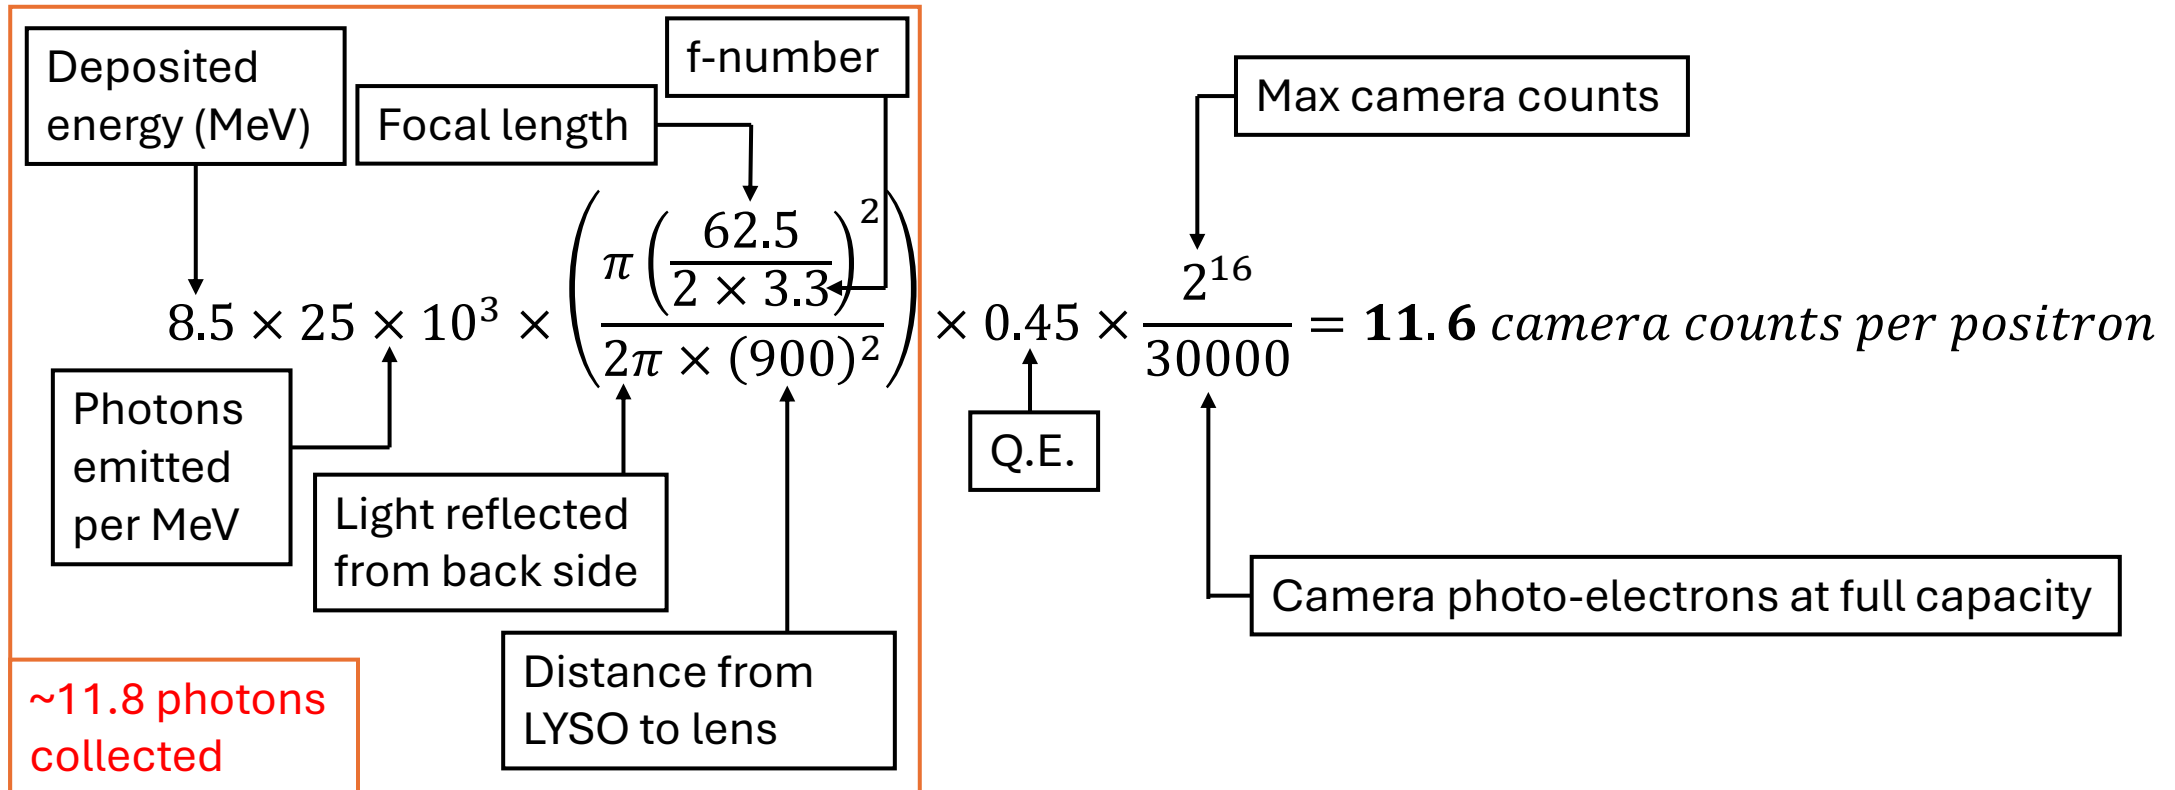 Deposited
energy (MeV)
Focal length
f-number
Max camera counts
8.5 × 25 × 10³ × (π(62.5 / 2 × 3.3)² / 2π × (900)²) × 0.45 × 2¹⁶ / 30000 = 11.6 camera counts per positron
Photons
emitted
per MeV
Light reflected
from back side
Distance from
LYSO to lens
Q.E.
Camera photo-electrons at full capacity
~11.8 photons
collected